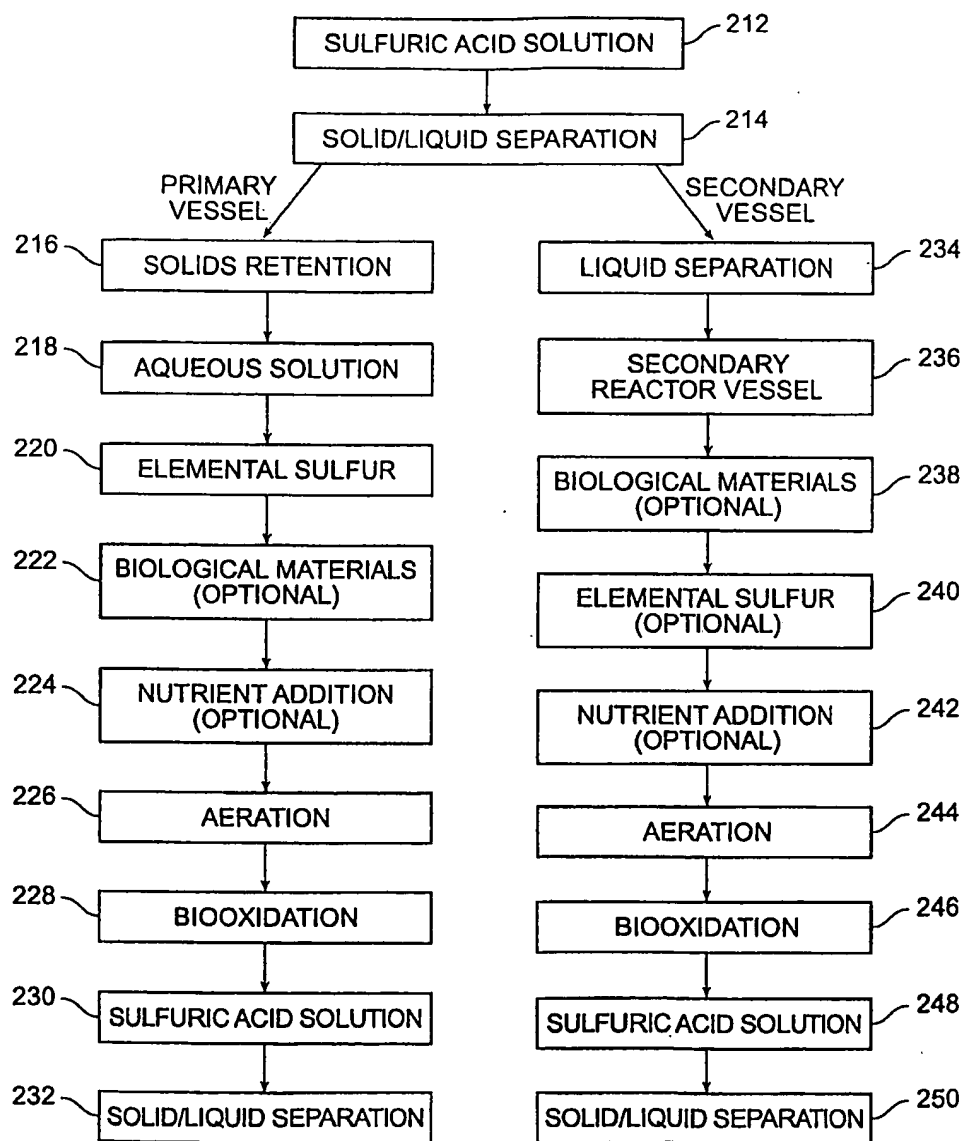 SULFURIC ACID SOLUTION
212
SOLID/LIQUID SEPARATION
214
PRIMARY
VESSEL
SECONDARY
VESSEL
216
SOLIDS RETENTION
218
AQUEOUS SOLUTION
220
ELEMENTAL SULFUR
222
BIOLOGICAL MATERIALS
(OPTIONAL)
224
NUTRIENT ADDITION
(OPTIONAL)
226
AERATION
228
BIOOXIDATION
230
SULFURIC ACID SOLUTION
232
SOLID/LIQUID SEPARATION
LIQUID SEPARATION
234
SECONDARY
REACTOR VESSEL
236
BIOLOGICAL MATERIALS
(OPTIONAL)
238
ELEMENTAL SULFUR
(OPTIONAL)
240
NUTRIENT ADDITION
(OPTIONAL)
242
AERATION
244
BIOOXIDATION
246
SULFURIC ACID SOLUTION
248
SOLID/LIQUID SEPARATION
250